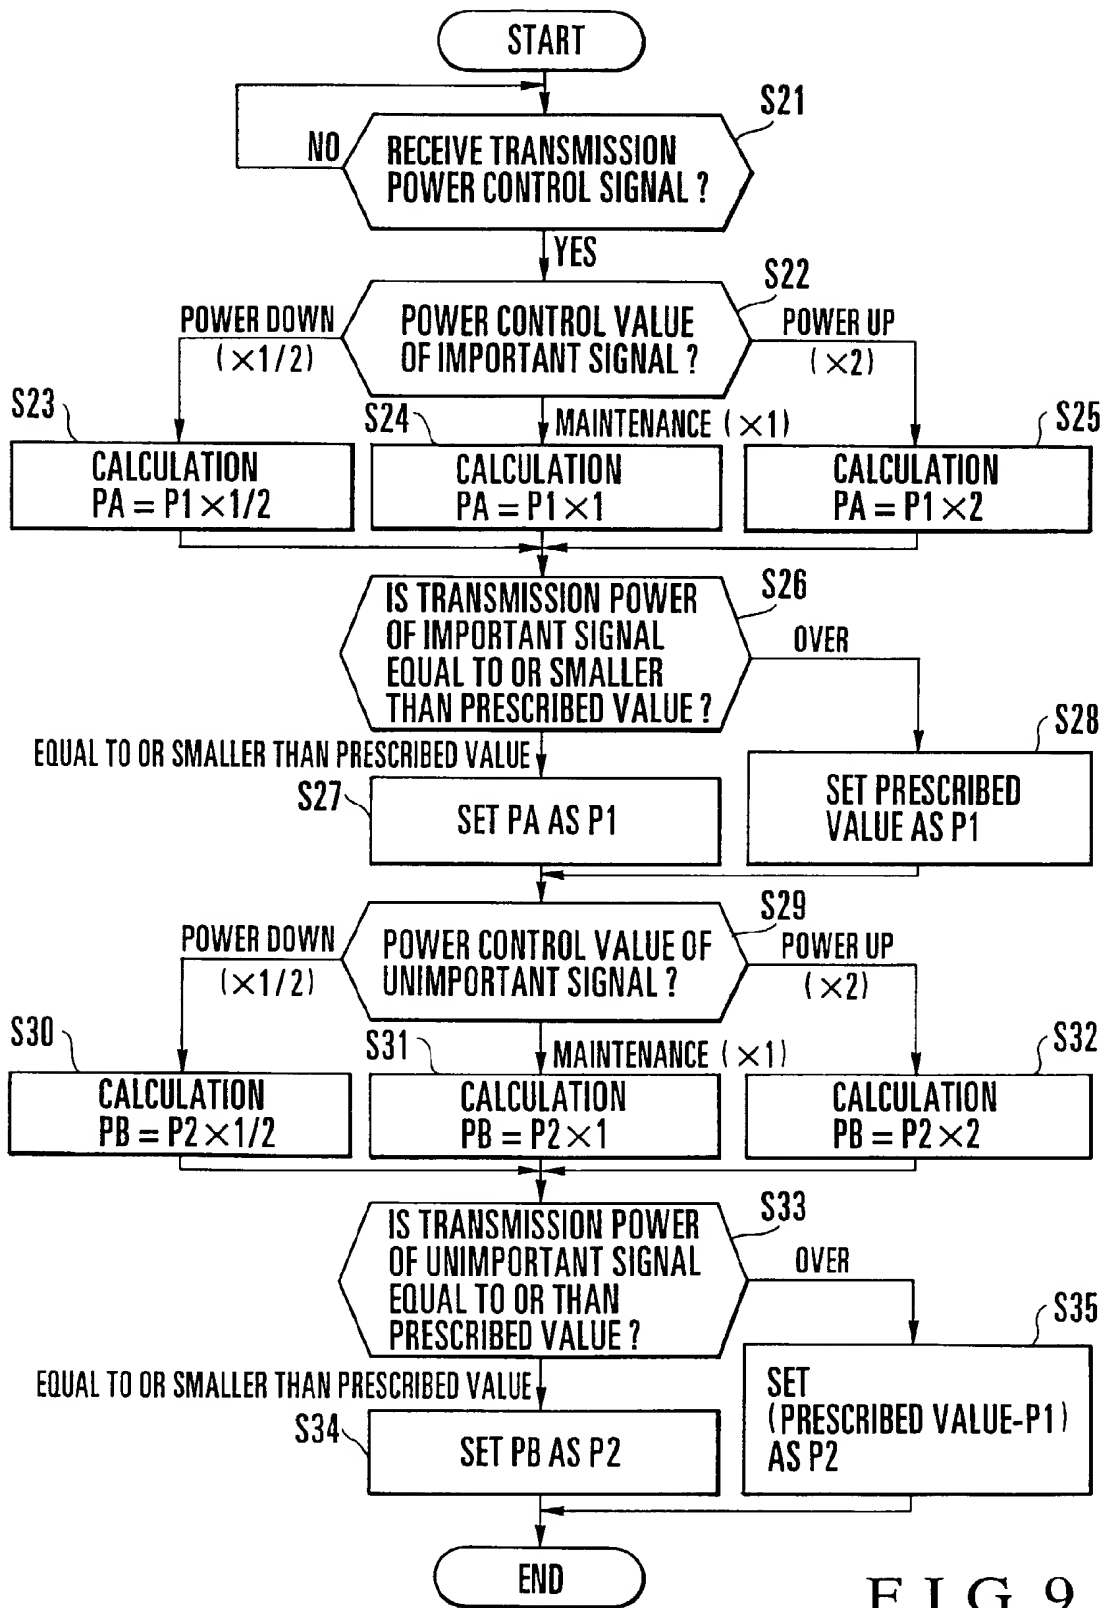 START
S21
NO
RECEIVE TRANSMISSION
POWER CONTROL SIGNAL ?
YES
S22
POWER DOWN
(×1/2)
POWER CONTROL VALUE
OF IMPORTANT SIGNAL ?
POWER UP
(×2)
S23
S24
MAINTENANCE (×1)
S25
CALCULATION
PA = P1 ×1/2
CALCULATION
PA = P1 ×1
CALCULATION
PA = P1 ×2
IS TRANSMISSION POWER
OF IMPORTANT SIGNAL
EQUAL TO OR SMALLER
THAN PRESCRIBED VALUE ?
S26
OVER
EQUAL TO OR SMALLER THAN PRESCRIBED VALUE
S27
SET PA AS P1
S28
SET PRESCRIBED
VALUE AS P1
S29
POWER DOWN
(×1/2)
POWER CONTROL VALUE OF
UNIMPORTANT SIGNAL ?
POWER UP
(×2)
S30
S31
MAINTENANCE (×1)
S32
CALCULATION
PB = P2 ×1/2
CALCULATION
PB = P2 ×1
CALCULATION
PB = P2 ×2
IS TRANSMISSION POWER
OF UNIMPORTANT SIGNAL
EQUAL TO OR THAN
PRESCRIBED VALUE ?
S33
OVER
EQUAL TO OR SMALLER THAN PRESCRIBED VALUE
S34
SET PB AS P2
S35
SET
(PRESCRIBED VALUE-P1)
AS P2
END
FIG. 9